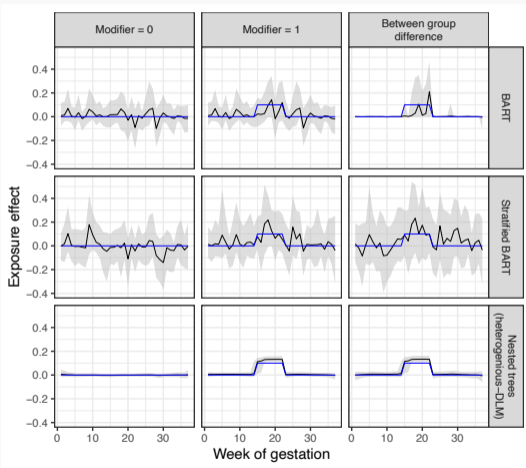 Modifier = 0
Modifier = 1
Between group
difference
0.4
0.2
0.0
−0.2
−0.4
BART
0.4
0.2
0.0
−0.2
−0.4
Stratified BART
0.4
0.2
0.0
−0.2
−0.4
Nested trees
(heterogenious−DLM)
Exposure effect
0 10 20 30 0 10 20 30 0 10 20 30
Week of gestation